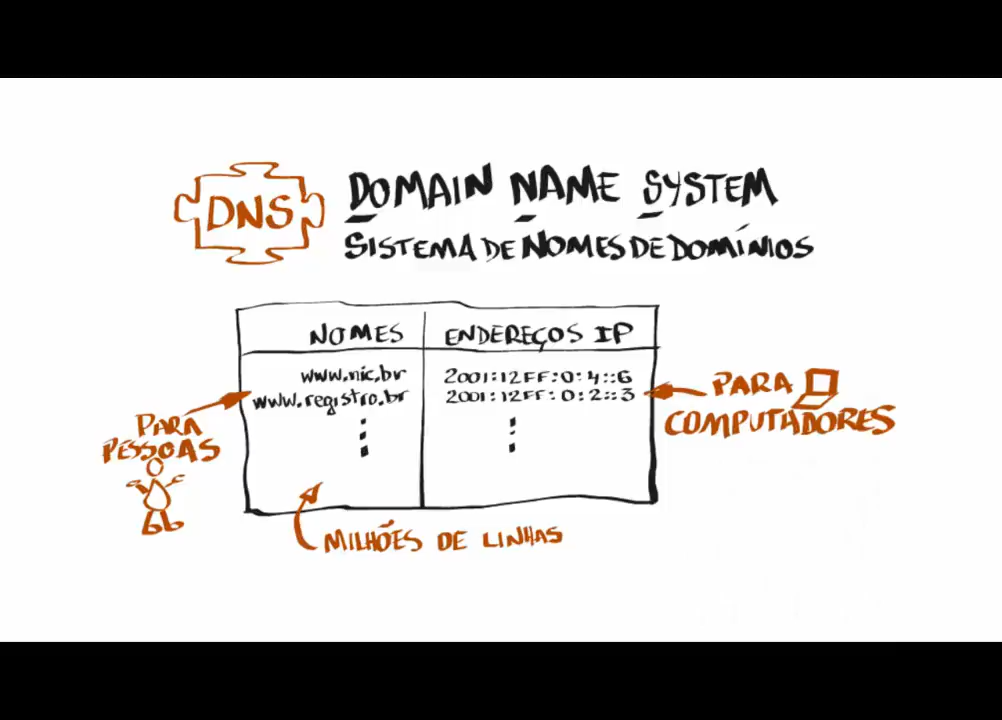 DNS
DOMAIN NAME SYSTEM
SISTEMA DE NOMES DE DOMÍNIOS
NOMES
ENDEREÇOS IP
www.nic.br
2001:12FF:0:4::6
www.registro.br
2001:12FF:0:2::3
PARA
PESSOAS
PARA
COMPUTADORES
MILHÕES DE LINHAS